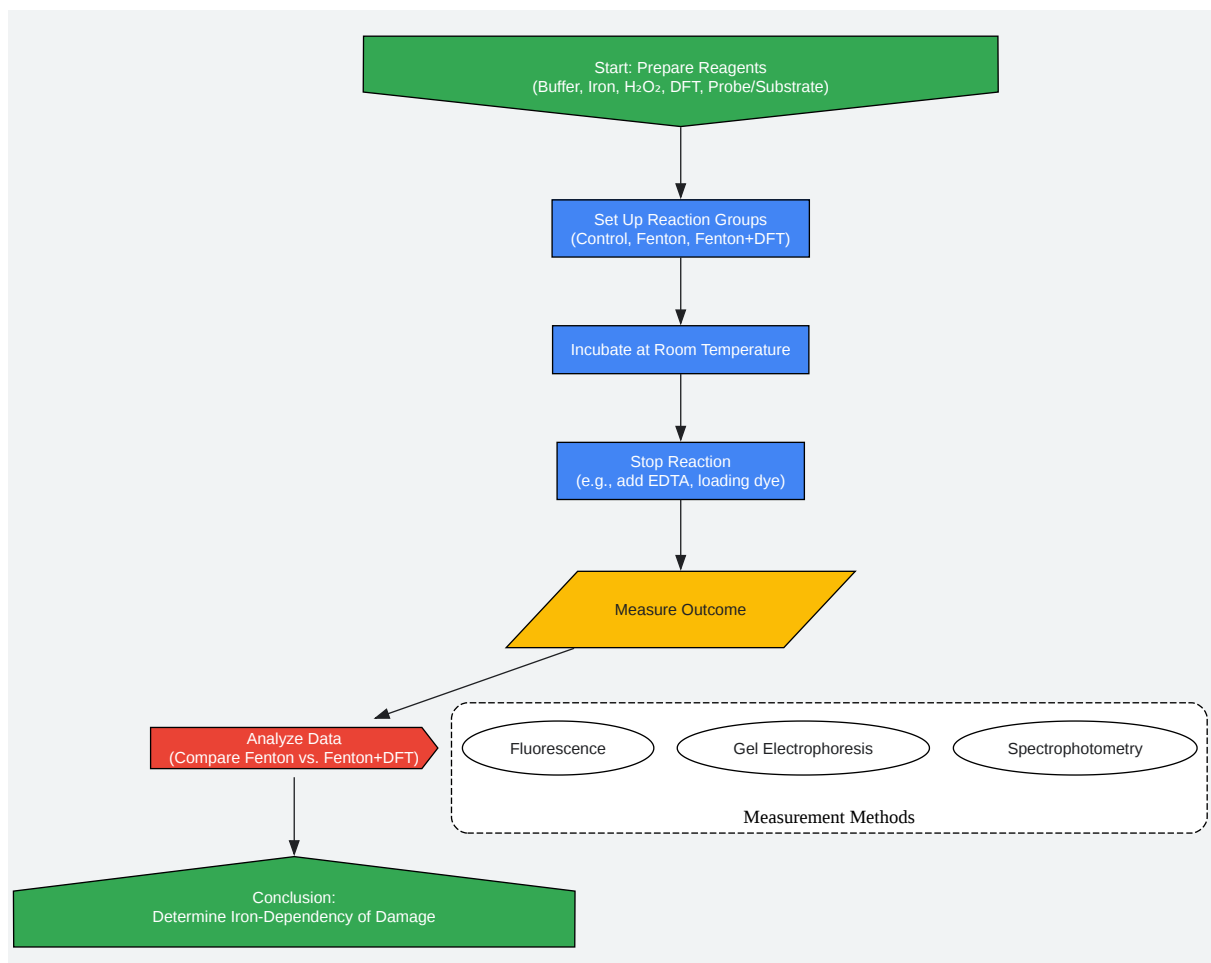 Start: Prepare Reagents
(Buffer, Iron, H₂O₂, DFT, Probe/Substrate)
Set Up Reaction Groups
(Control, Fenton, Fenton+DFT)
Incubate at Room Temperature
Stop Reaction
(e.g., add EDTA, loading dye)
Measure Outcome
Analyze Data
(Compare Fenton vs. Fenton+DFT)
Fluorescence
Gel Electrophoresis
Spectrophotometry
Measurement Methods
Conclusion:
Determine Iron-Dependency of Damage